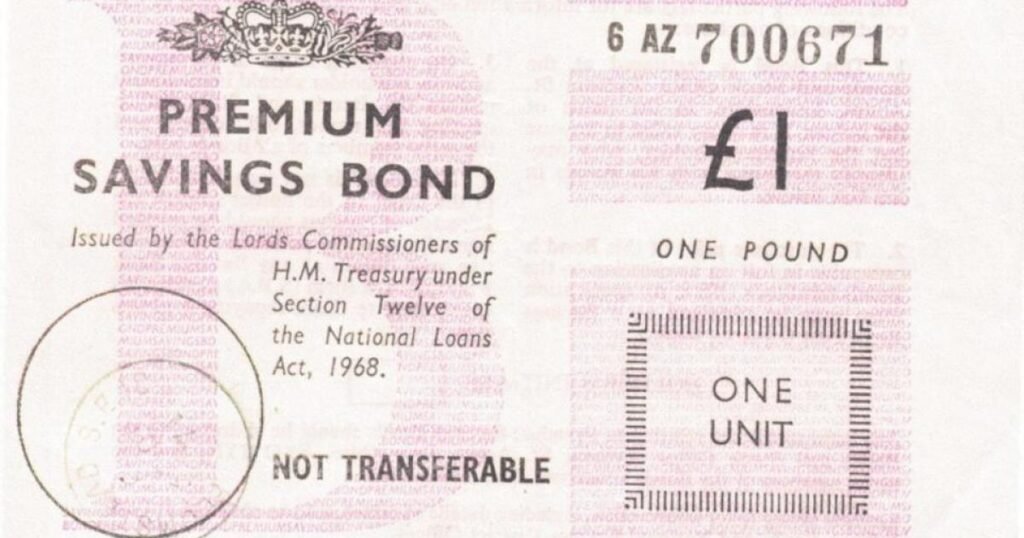 6 AZ 700671
PREMIUM
SAVINGS BOND
£1
Issued by the Lords Commissioners of
H.M. Treasury under
Section Twelve of
the National Loans
Act, 1968.
ONE POUND
ONE
UNIT
NOT TRANSFERABLE